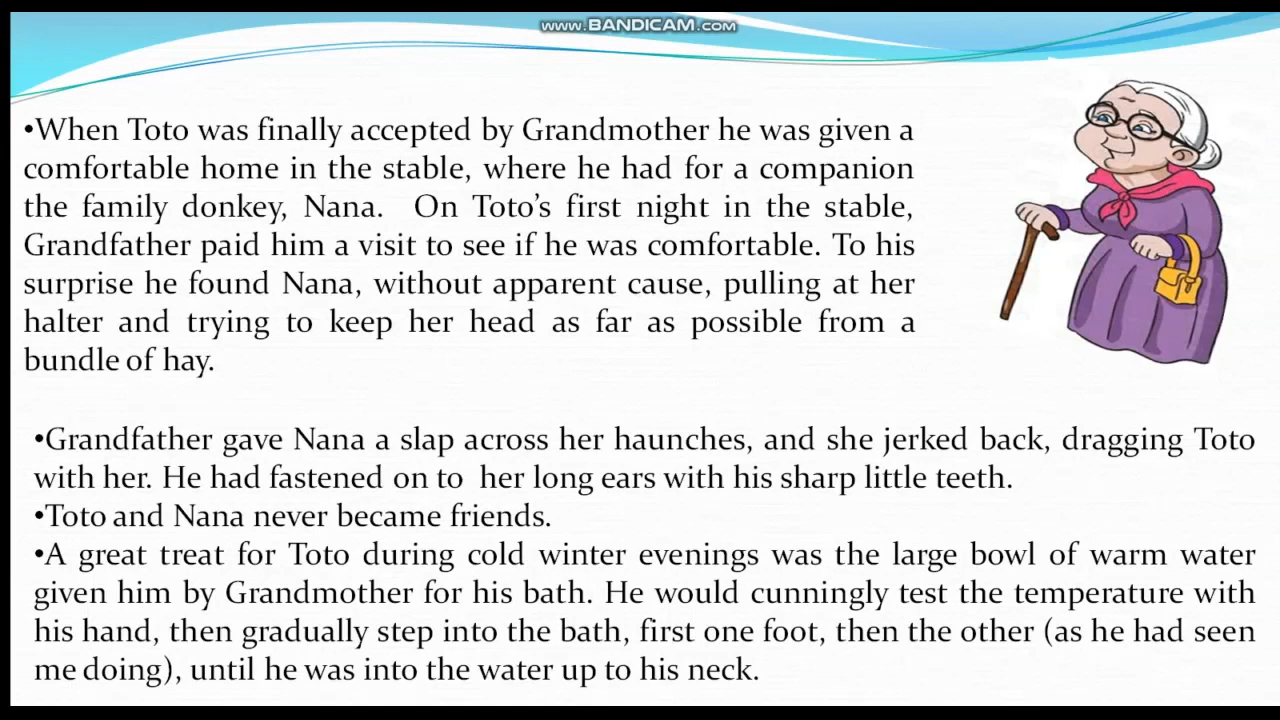 www.BANDICAM.com
•When Toto was finally accepted by Grandmother he was given a
comfortable home in the stable, where he had for a companion
the family donkey, Nana. On Toto’s first night in the stable,
Grandfather paid him a visit to see if he was comfortable. To his
surprise he found Nana, without apparent cause, pulling at her
halter and trying to keep her head as far as possible from a
bundle of hay.
•Grandfather gave Nana a slap across her haunches, and she jerked back, dragging Toto
with her. He had fastened on to her long ears with his sharp little teeth.
•Toto and Nana never became friends.
•A great treat for Toto during cold winter evenings was the large bowl of warm water
given him by Grandmother for his bath. He would cunningly test the temperature with
his hand, then gradually step into the bath, first one foot, then the other (as he had seen
me doing), until he was into the water up to his neck.